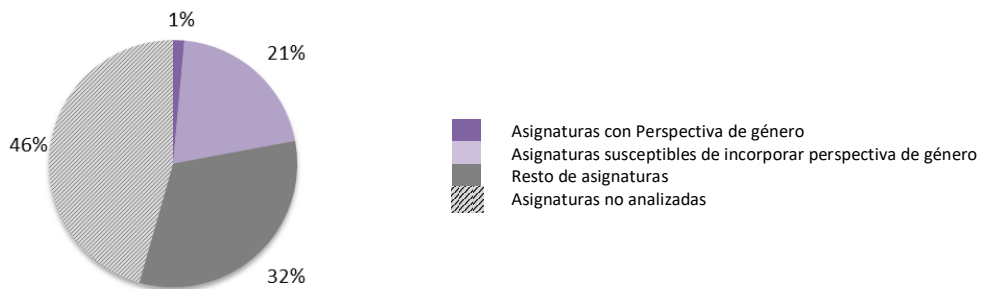 1%
21%
46%
32%
Asignaturas con Perspectiva de género
Asignaturas susceptibles de incorporar perspectiva de género
Resto de asignaturas
Asignaturas no analizadas